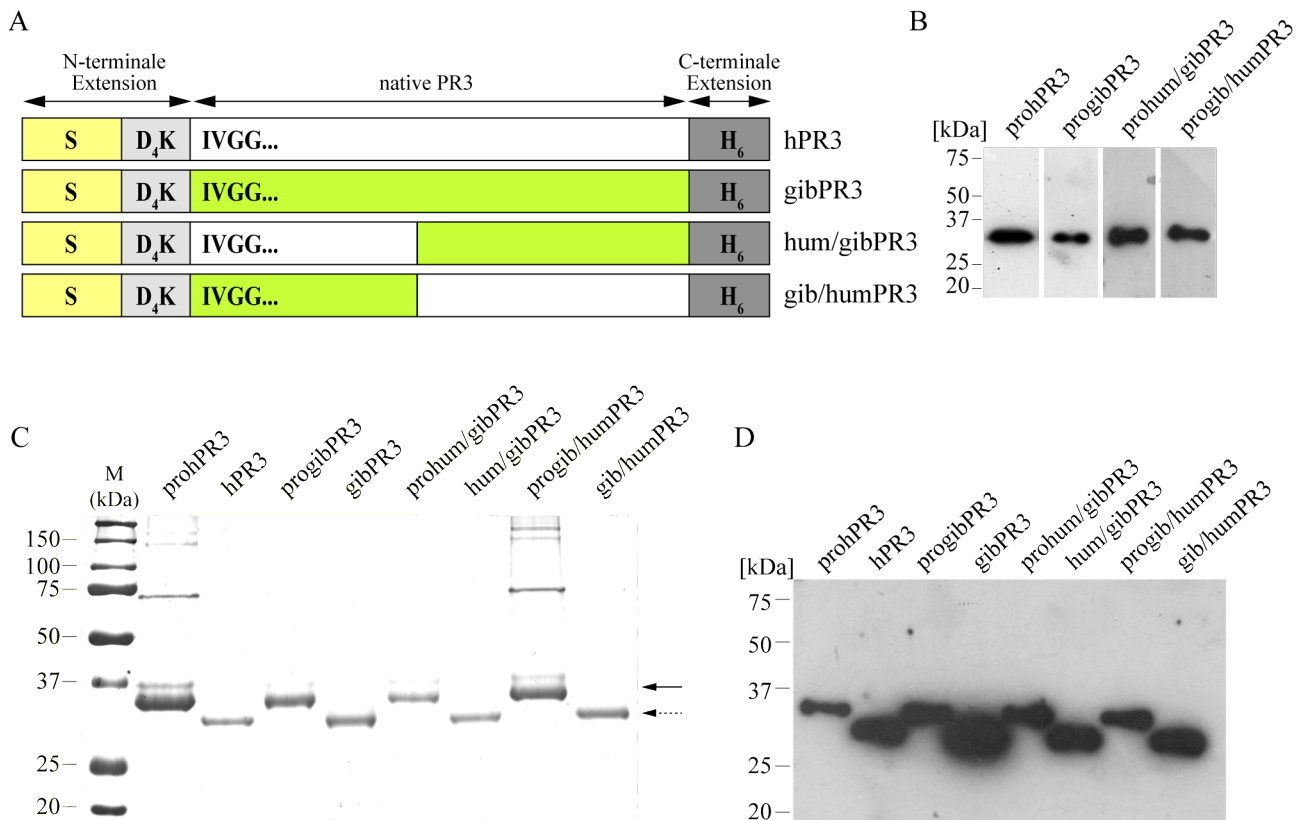 A
N-terminale
Extension
native PR3
C-terminale
Extension
S D4K IVGG... H6 hPR3
S D4K IVGG... H6 gibPR3
S D4K IVGG... H6 hum/gibPR3
S D4K IVGG... H6 gib/humPR3
B
prohPR3 progibPR3 prohum/gibPR3 progib/humPR3
[kDa]
75
50
37
25
20
C
M
(kDa)
prohPR3 hPR3 progibPR3 gibPR3 prohum/gibPR3 hum/gibPR3 progib/humPR3 gib/humPR3
150
100
75
50
37
25
20
D
prohPR3 hPR3 progibPR3 gibPR3 prohum/gibPR3 hum/gibPR3 progib/humPR3 gib/humPR3
[kDa]
75
50
37
25
20